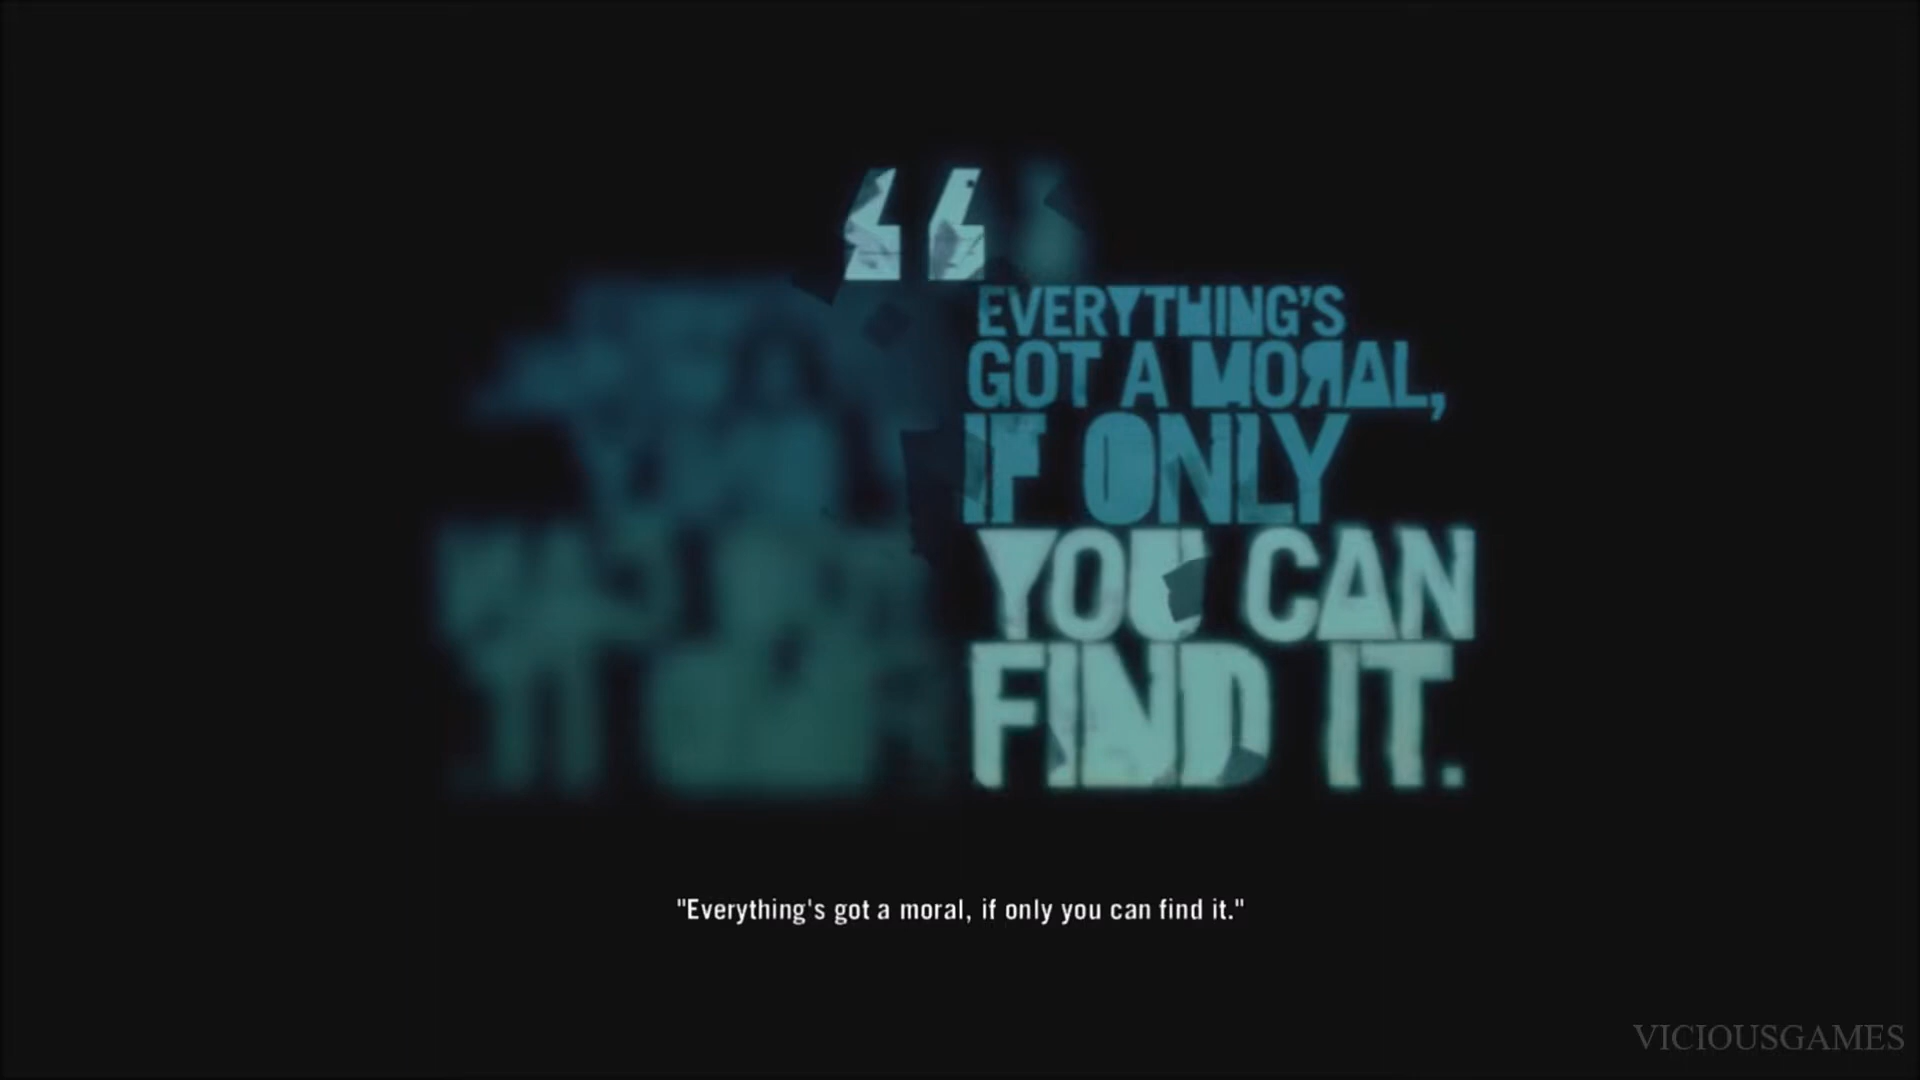 “
EVERYTHING’S
GOT A MORAL,
IF ONLY
YOU CAN
FIND IT.
"Everything's got a moral, if only you can find it."
VICIOUSGAMES